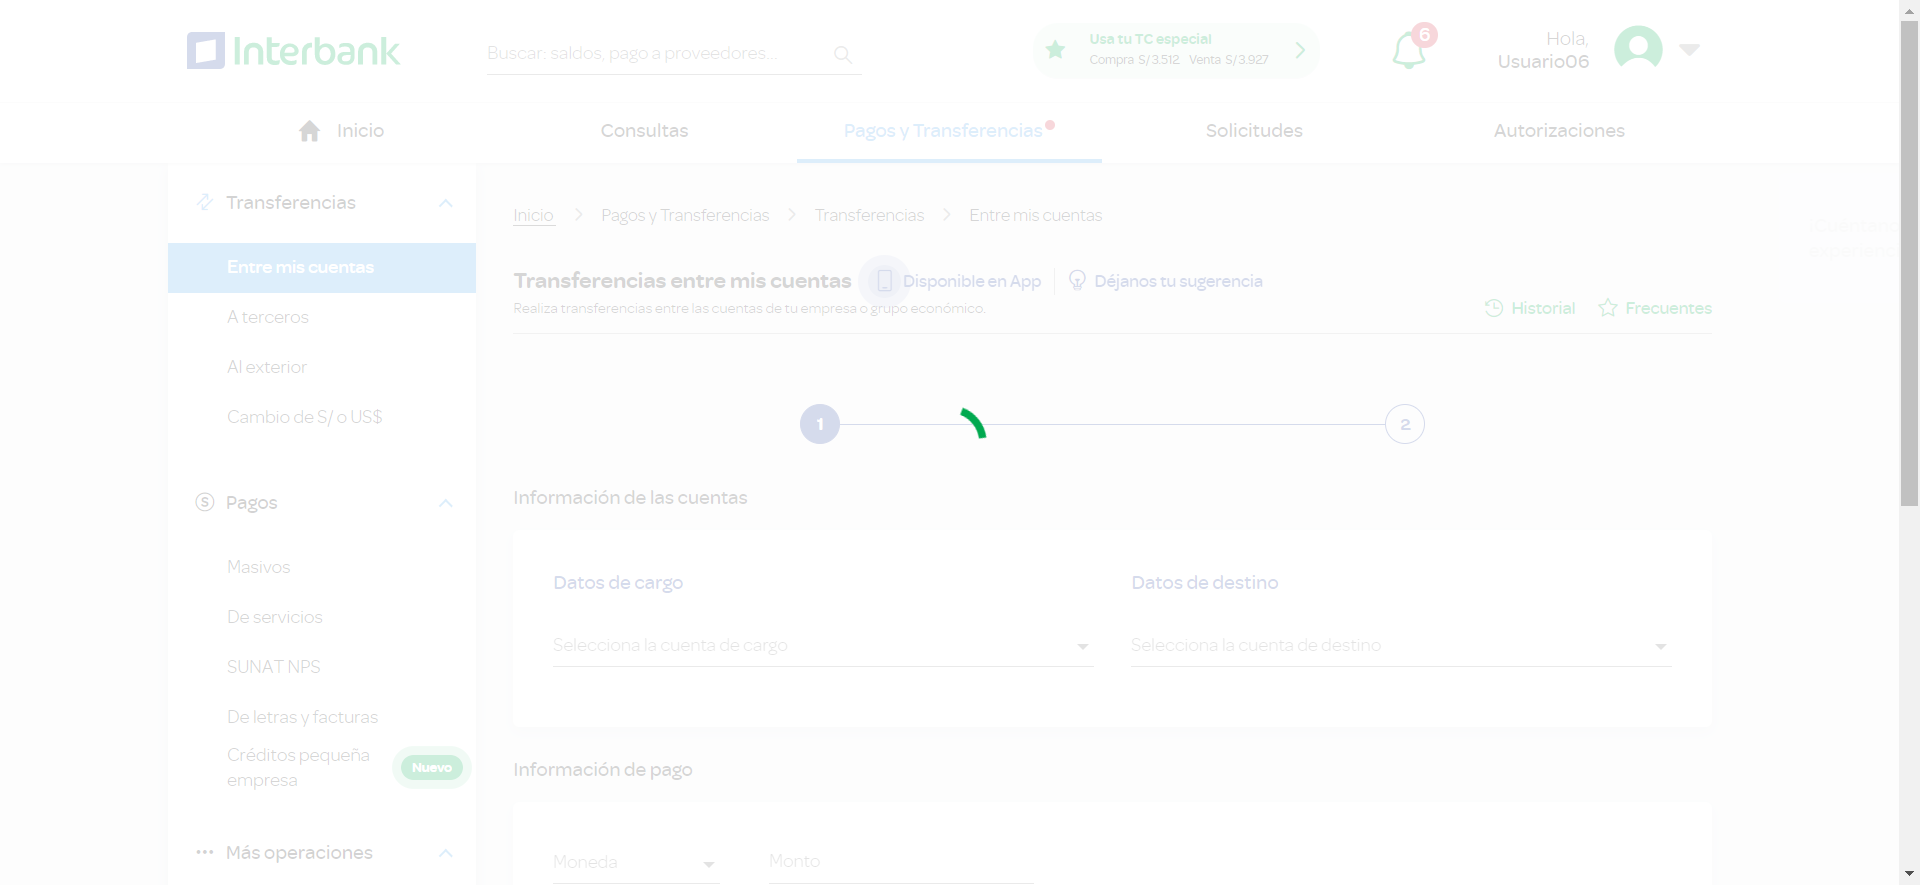 Interbank
Buscar: saldos, pago a proveedores...
Usa tu TC especial
Compra S/3.512 Venta S/3.927
6
Hola,
Usuario06
Inicio
Consultas
Pagos y Transferencias
Solicitudes
Autorizaciones
Transferencias
Entre mis cuentas
A terceros
Al exterior
Cambio de S/ o US$
Pagos
Masivos
De servicios
SUNAT NPS
De letras y facturas
Créditos pequeña
empresa
Nuevo
Más operaciones
Inicio > Pagos y Transferencias > Transferencias > Entre mis cuentas
Transferencias entre mis cuentas
Disponible en App
Déjanos tu sugerencia
Realiza transferencias entre las cuentas de tu empresa o grupo económico.
Historial
Frecuentes
1
2
Información de las cuentas
Datos de cargo
Datos de destino
Selecciona la cuenta de cargo
Selecciona la cuenta de destino
Información de pago
Moneda
Monto